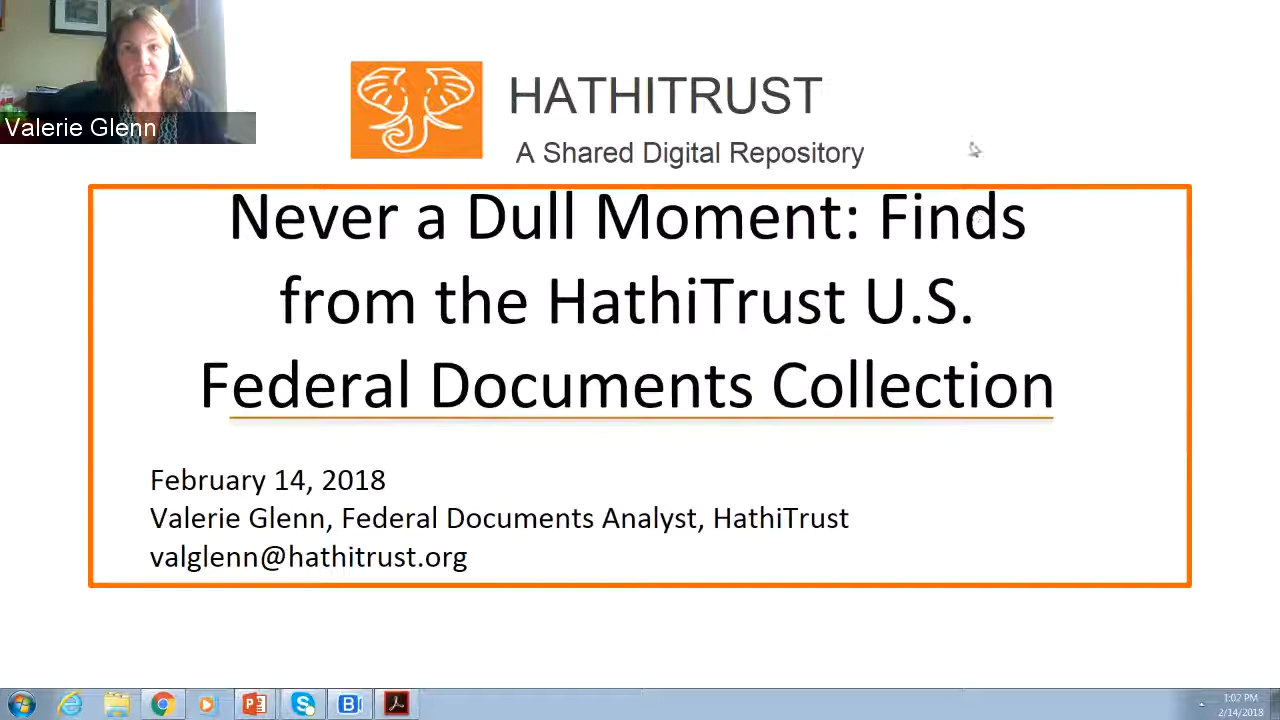 Valerie Glenn
HATHITRUST
A Shared Digital Repository
Never a Dull Moment: Finds
from the HathiTrust U.S.
Federal Documents Collection
February 14, 2018
Valerie Glenn, Federal Documents Analyst, HathiTrust
valglenn@hathitrust.org
1:02 PM
2/14/2018